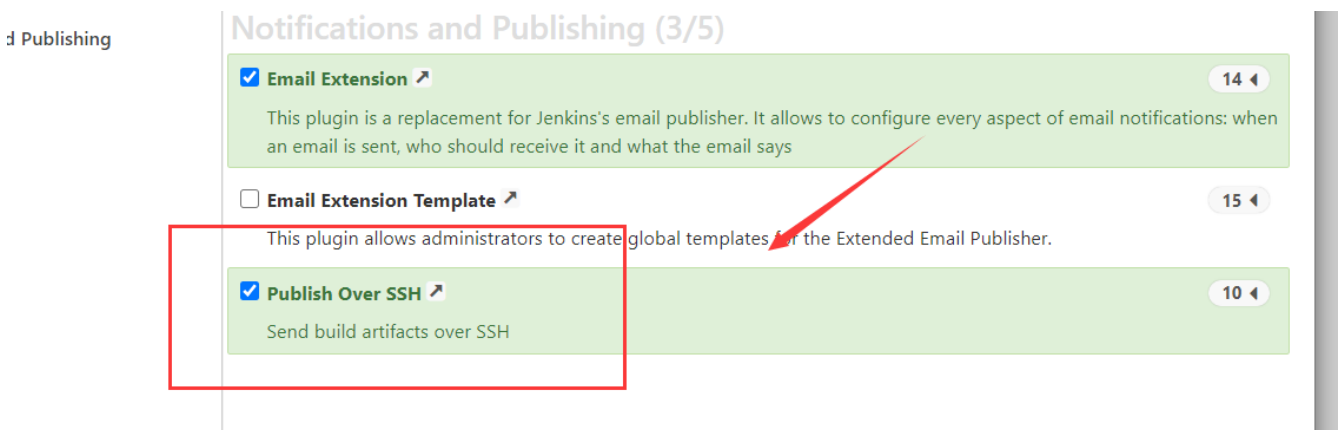 d Publishing
Notifications and Publishing (3/5)
Email Extension
14
This plugin is a replacement for Jenkins's email publisher. It allows to configure every aspect of email notifications: when
an email is sent, who should receive it and what the email says
Email Extension Template
15
This plugin allows administrators to create global templates for the Extended Email Publisher.
Publish Over SSH
10
Send build artifacts over SSH